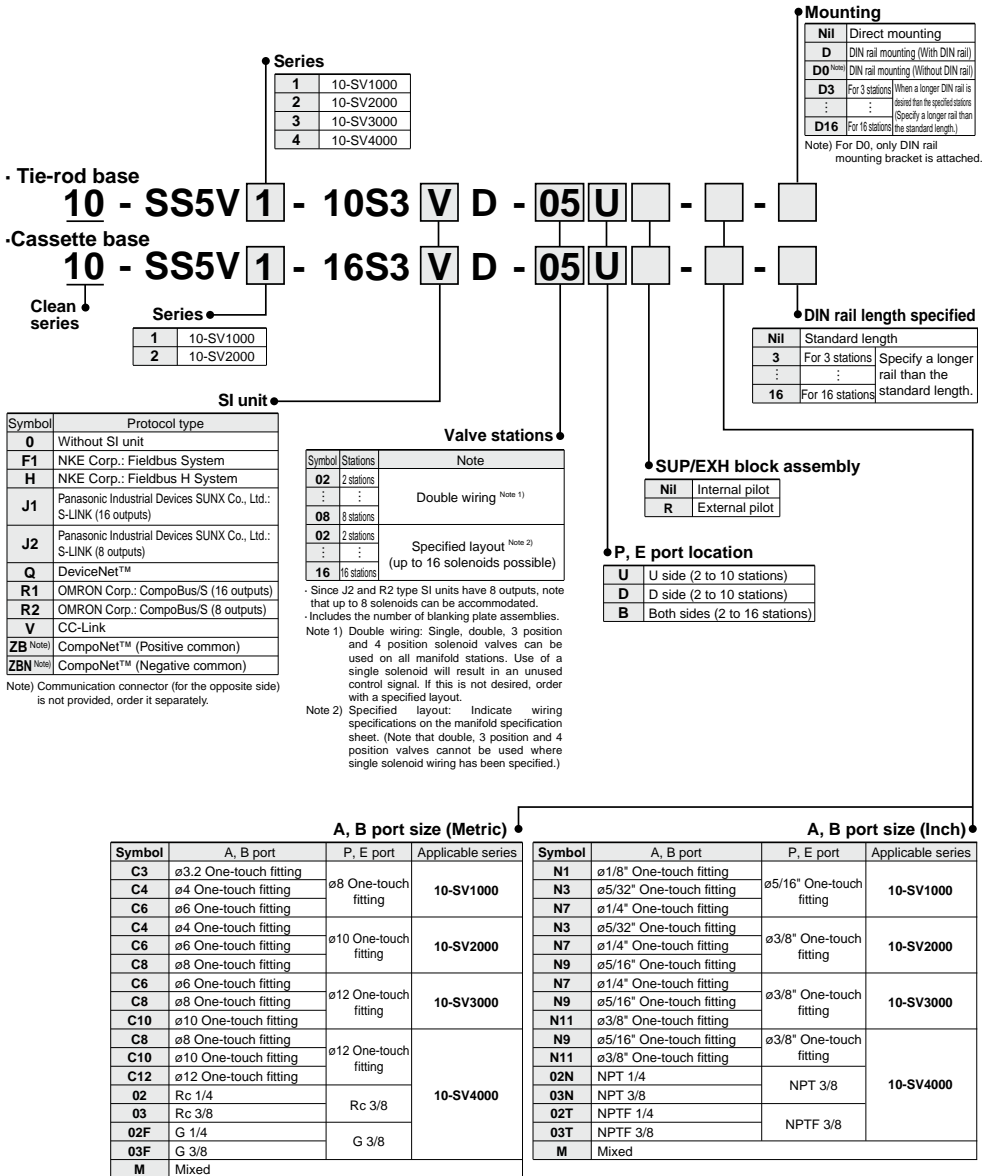 Mounting
Nil Direct mounting
D DIN rail mounting (With DIN rail)
D0 Note) DIN rail mounting (Without DIN rail)
D3 For 3 stations When a longer DIN rail is desired than the specified stations (Specify a longer rail than the standard length.)
⋮ ⋮
D16 For 16 stations
Note) For D0, only DIN rail
mounting bracket is attached.
Series
1 10-SV1000
2 10-SV2000
3 10-SV3000
4 10-SV4000
· Tie-rod base
10 - SS5V 1 - 10S3 V D - 05 U - -
·Cassette base
10 - SS5V 1 - 16S3 V D - 05 U - -
Clean
series
Series
1 10-SV1000
2 10-SV2000
DIN rail length specified
Nil Standard length
3 For 3 stations Specify a longer rail than the standard length.
⋮ ⋮
16 For 16 stations
SI unit
Symbol Protocol type
0 Without SI unit
F1 NKE Corp.: Fieldbus System
H NKE Corp.: Fieldbus H System
J1 Panasonic Industrial Devices SUNX Co., Ltd.:
S-LINK (16 outputs)
J2 Panasonic Industrial Devices SUNX Co., Ltd.:
S-LINK (8 outputs)
Q DeviceNet™
R1 OMRON Corp.: CompoBus/S (16 outputs)
R2 OMRON Corp.: CompoBus/S (8 outputs)
V CC-Link
ZB Note) CompoNet™ (Positive common)
ZBN Note) CompoNet™ (Negative common)
Note) Communication connector (for the opposite side)
is not provided, order it separately.
Valve stations
Symbol Stations Note
02 2 stations Double wiring Note 1)
⋮ ⋮
08 8 stations
02 2 stations Specified layout Note 2)
⋮ ⋮ (up to 16 solenoids possible)
16 16 stations
· Since J2 and R2 type SI units have 8 outputs, note
that up to 8 solenoids can be accommodated.
· Includes the number of blanking plate assemblies.
Note 1) Double wiring: Single, double, 3 position
and 4 position solenoid valves can be
used on all manifold stations. Use of a
single solenoid will result in an unused
control signal. If this is not desired, order
with a specified layout.
Note 2) Specified layout: Indicate wiring
specifications on the manifold specification
sheet. (Note that double, 3 position and 4
position valves cannot be used where
single solenoid wiring has been specified.)
SUP/EXH block assembly
Nil Internal pilot
R External pilot
P, E port location
U U side (2 to 10 stations)
D D side (2 to 10 stations)
B Both sides (2 to 16 stations)
A, B port size (Metric)
Symbol A, B port P, E port Applicable series
C3 ø3.2 One-touch fitting ø8 One-touch fitting 10-SV1000
C4 ø4 One-touch fitting
C6 ø6 One-touch fitting
C4 ø4 One-touch fitting ø10 One-touch fitting 10-SV2000
C6 ø6 One-touch fitting
C8 ø8 One-touch fitting
C6 ø6 One-touch fitting ø12 One-touch fitting 10-SV3000
C8 ø8 One-touch fitting
C10 ø10 One-touch fitting
C8 ø8 One-touch fitting ø12 One-touch fitting 10-SV4000
C10 ø10 One-touch fitting
C12 ø12 One-touch fitting
02 Rc 1/4 Rc 3/8
03 Rc 3/8
02F G 1/4 G 3/8
03F G 3/8
M Mixed
A, B port size (Inch)
Symbol A, B port P, E port Applicable series
N1 ø1/8" One-touch fitting ø5/16" One-touch fitting 10-SV1000
N3 ø5/32" One-touch fitting
N7 ø1/4" One-touch fitting
N3 ø5/32" One-touch fitting ø3/8" One-touch fitting 10-SV2000
N7 ø1/4" One-touch fitting
N9 ø5/16" One-touch fitting
N7 ø1/4" One-touch fitting ø3/8" One-touch fitting 10-SV3000
N9 ø5/16" One-touch fitting
N11 ø3/8" One-touch fitting
N9 ø5/16" One-touch fitting ø3/8" One-touch fitting 10-SV4000
N11 ø3/8" One-touch fitting
02N NPT 1/4 NPT 3/8
03N NPT 3/8
02T NPTF 1/4 NPTF 3/8
03T NPTF 3/8
M Mixed